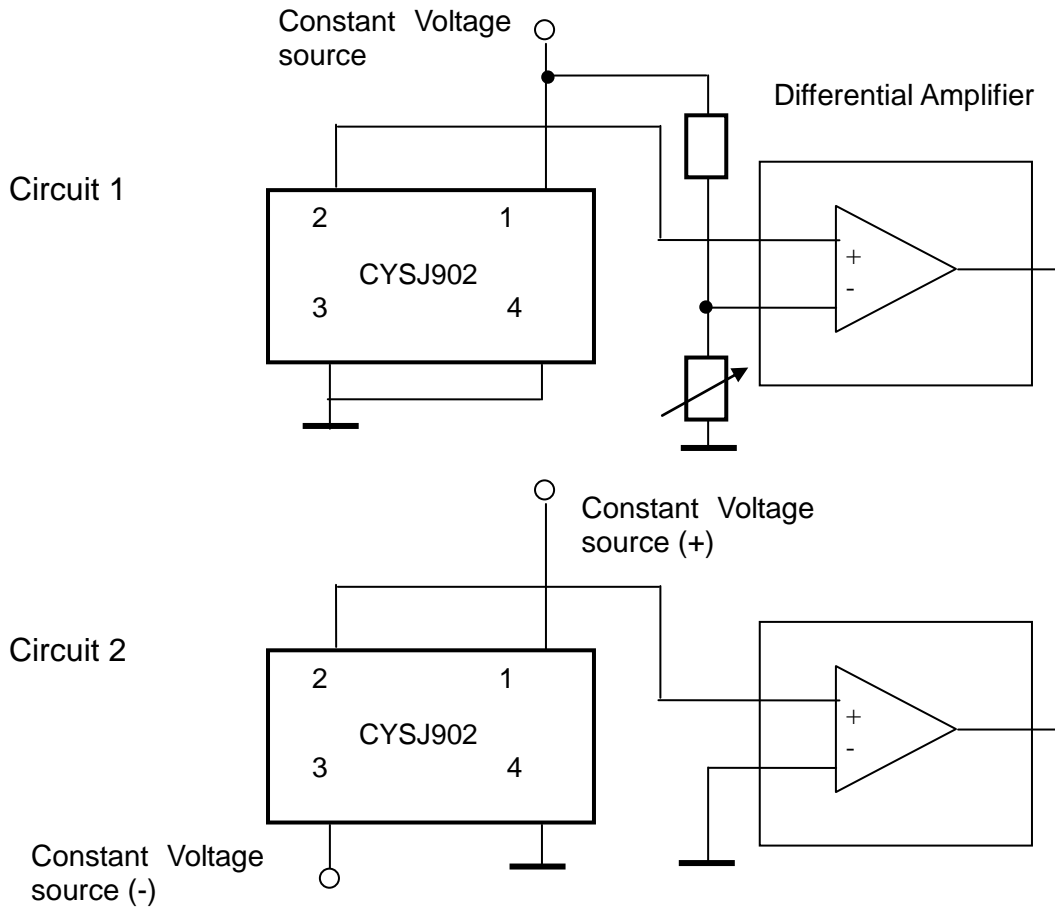 Constant Voltage
source
Differential Amplifier
Circuit 1
2 1
CYSJ902
3 4
+
-
Constant Voltage
source (+)
Circuit 2
2 1
CYSJ902
3 4
+
-
Constant Voltage
source (-)